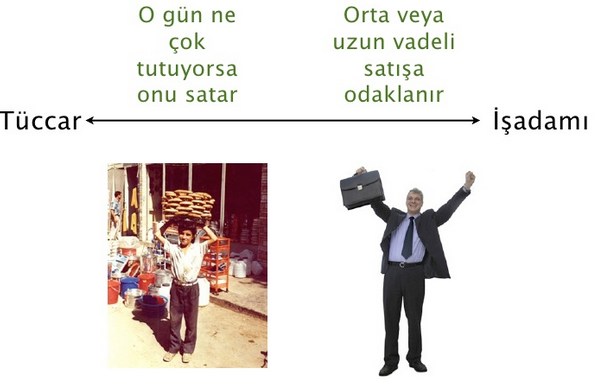 O gün ne
çok
tutuyorsa
onu satar
Orta veya
uzun vadeli
satışa
odaklanır
Tüccar
İşadamı